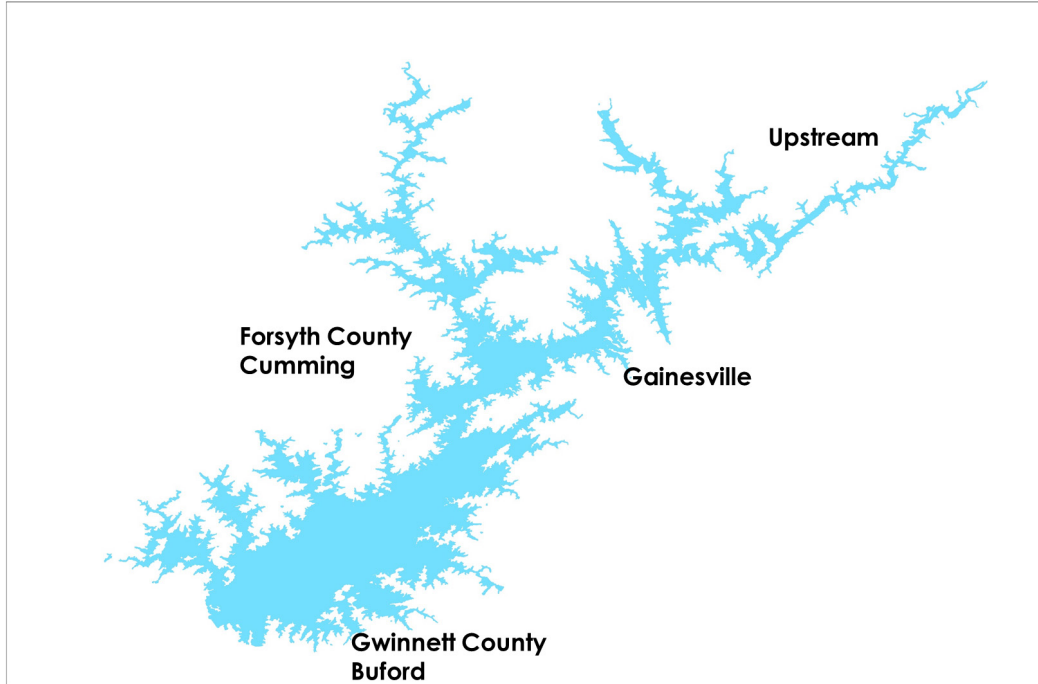 Upstream
Forsyth County
Cumming
Gainesville
Gwinnett County
Buford